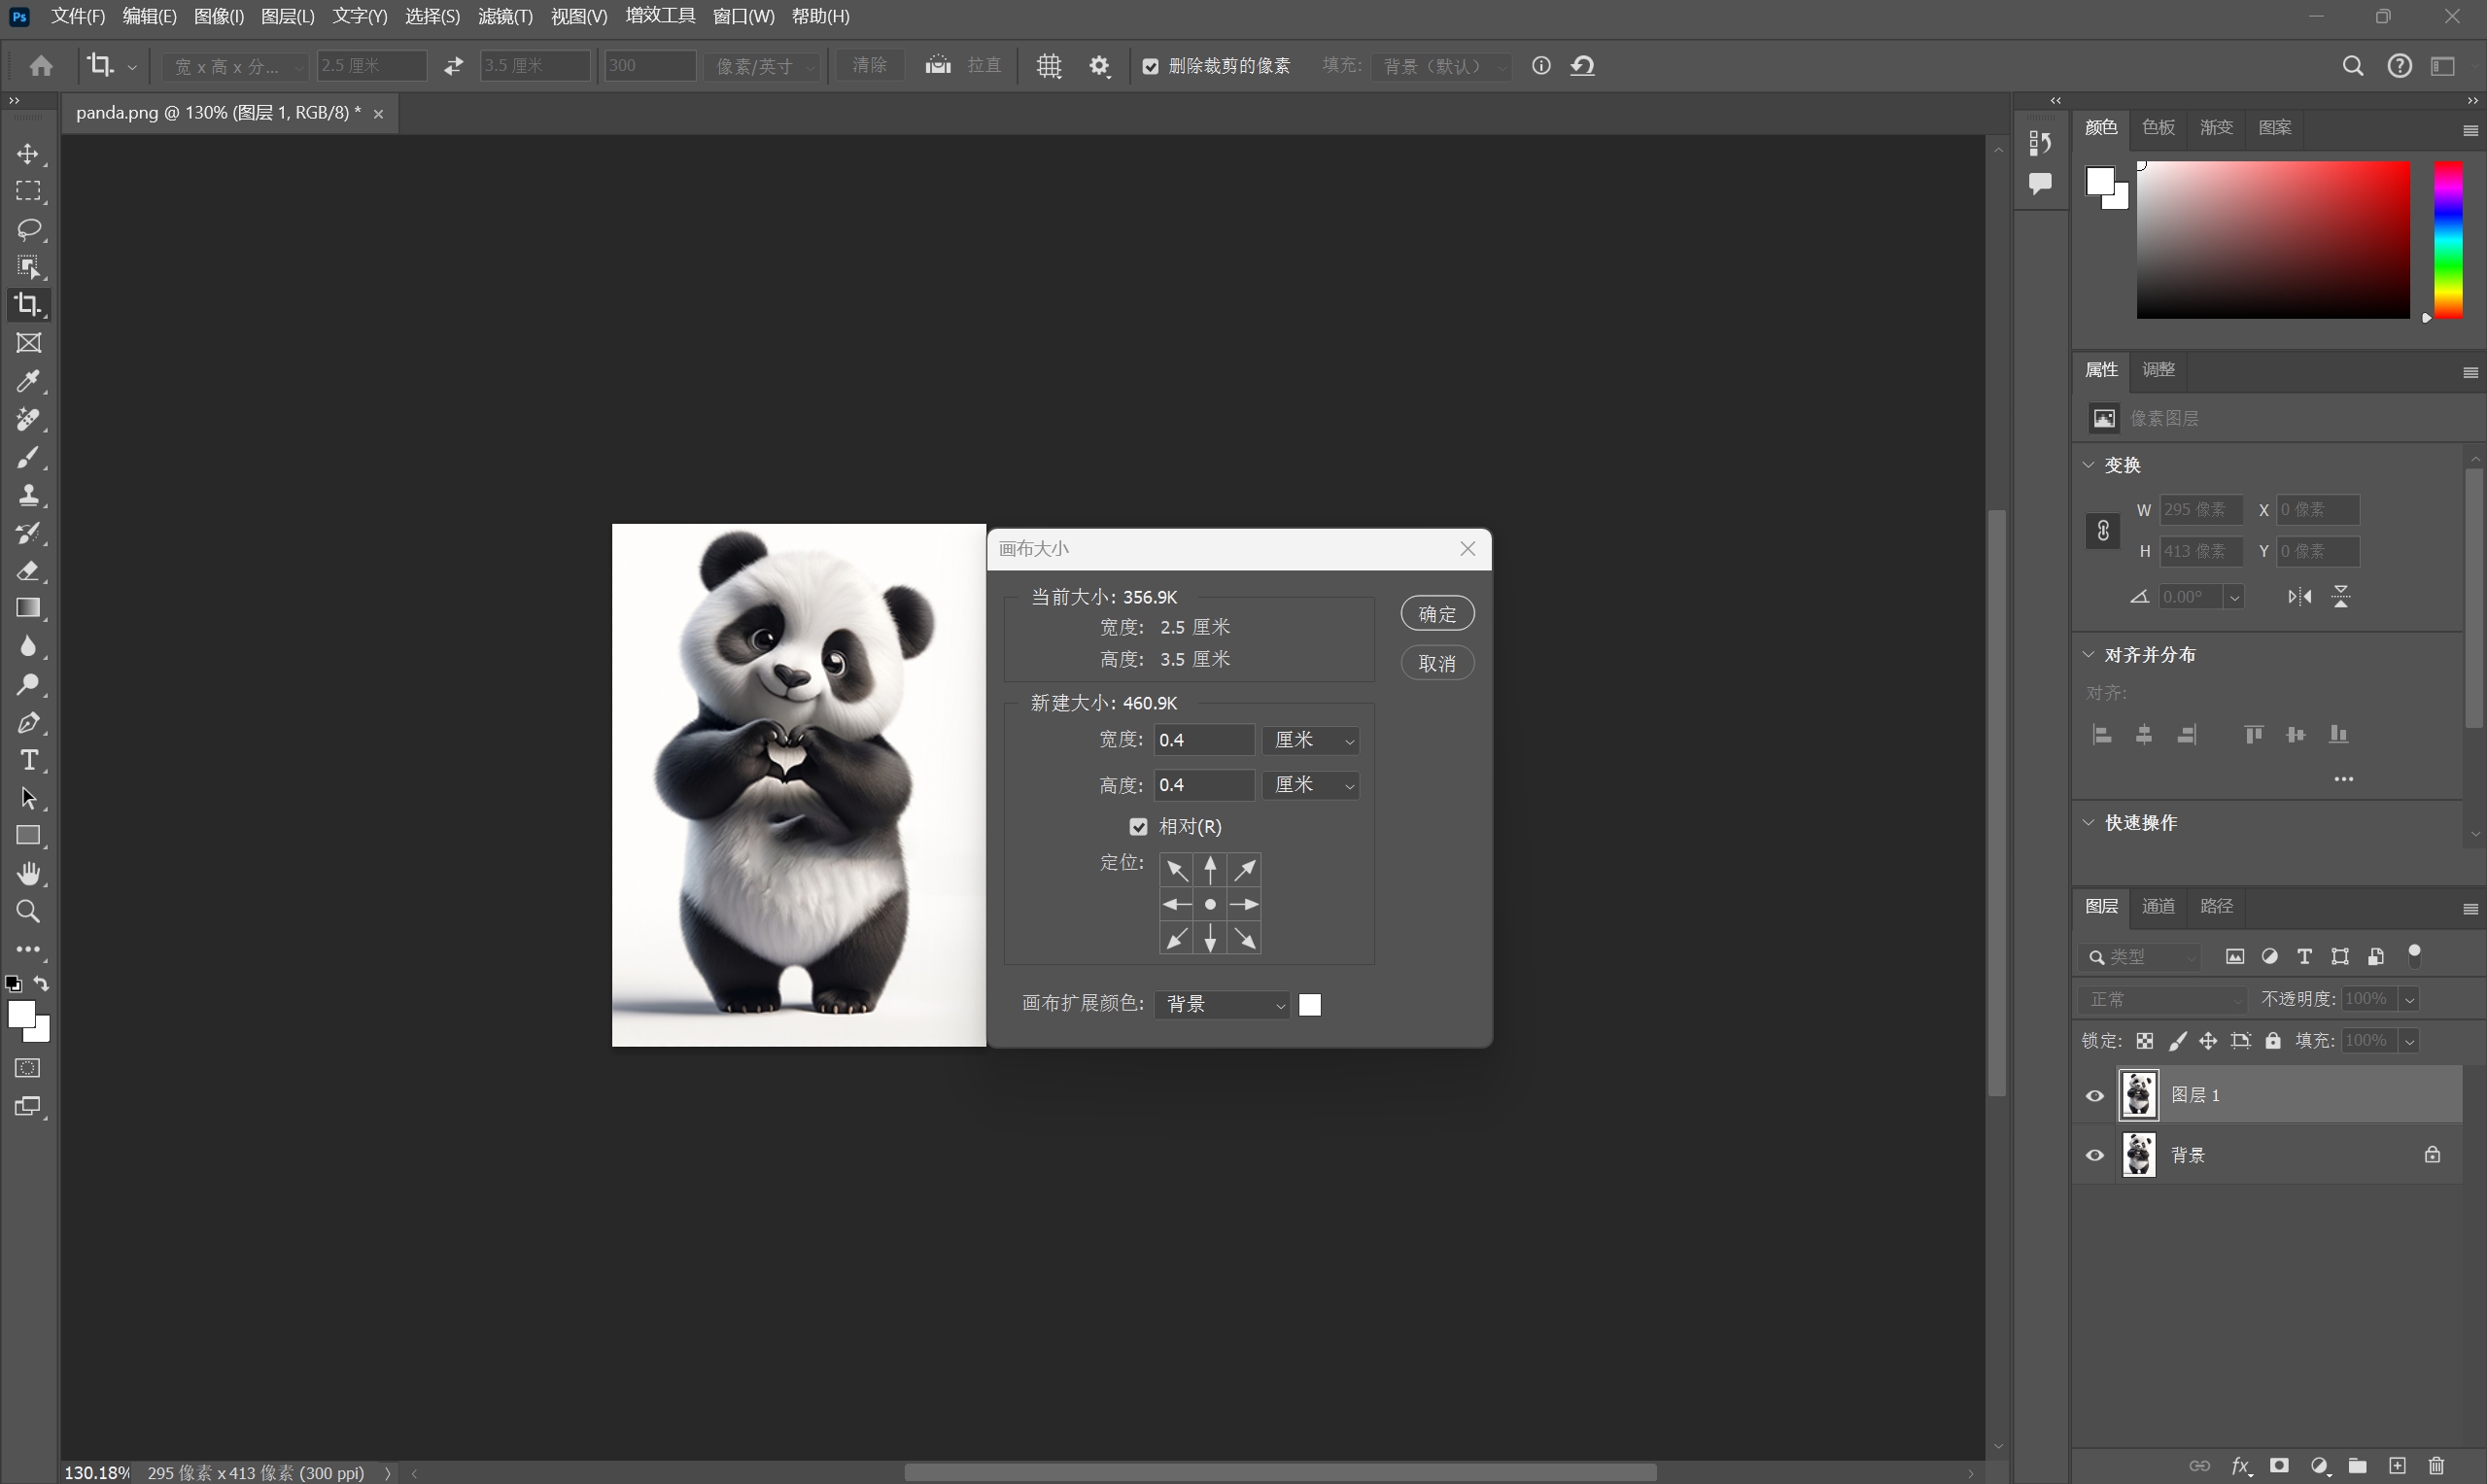 Ps 文件(F) 编辑(E) 图像(I) 图层(L) 文字(Y) 选择(S) 滤镜(T) 视图(V) 增效工具 窗口(W) 帮助(H)
宽 x 高 x 分... 2.5 厘米 3.5 厘米 300 像素/英寸 清除 拉直 删除裁剪的像素 填充: 背景（默认）
panda.png @ 130% (图层 1, RGB/8) *
颜色 色板 渐变 图案
属性 调整
像素图层
变换
W 295 像素 X 0 像素
H 413 像素 Y 0 像素
0.00°
对齐并分布
对齐:
快速操作
画布大小
当前大小: 356.9K
宽度: 2.5 厘米
高度: 3.5 厘米
确定
取消
新建大小: 460.9K
宽度: 0.4 厘米
高度: 0.4 厘米
相对(R)
定位:
画布扩展颜色: 背景
图层 通道 路径
类型
正常 不透明度: 100%
锁定: 填充: 100%
图层 1
背景
fx
130.18% 295 像素 x 413 像素 (300 ppi)